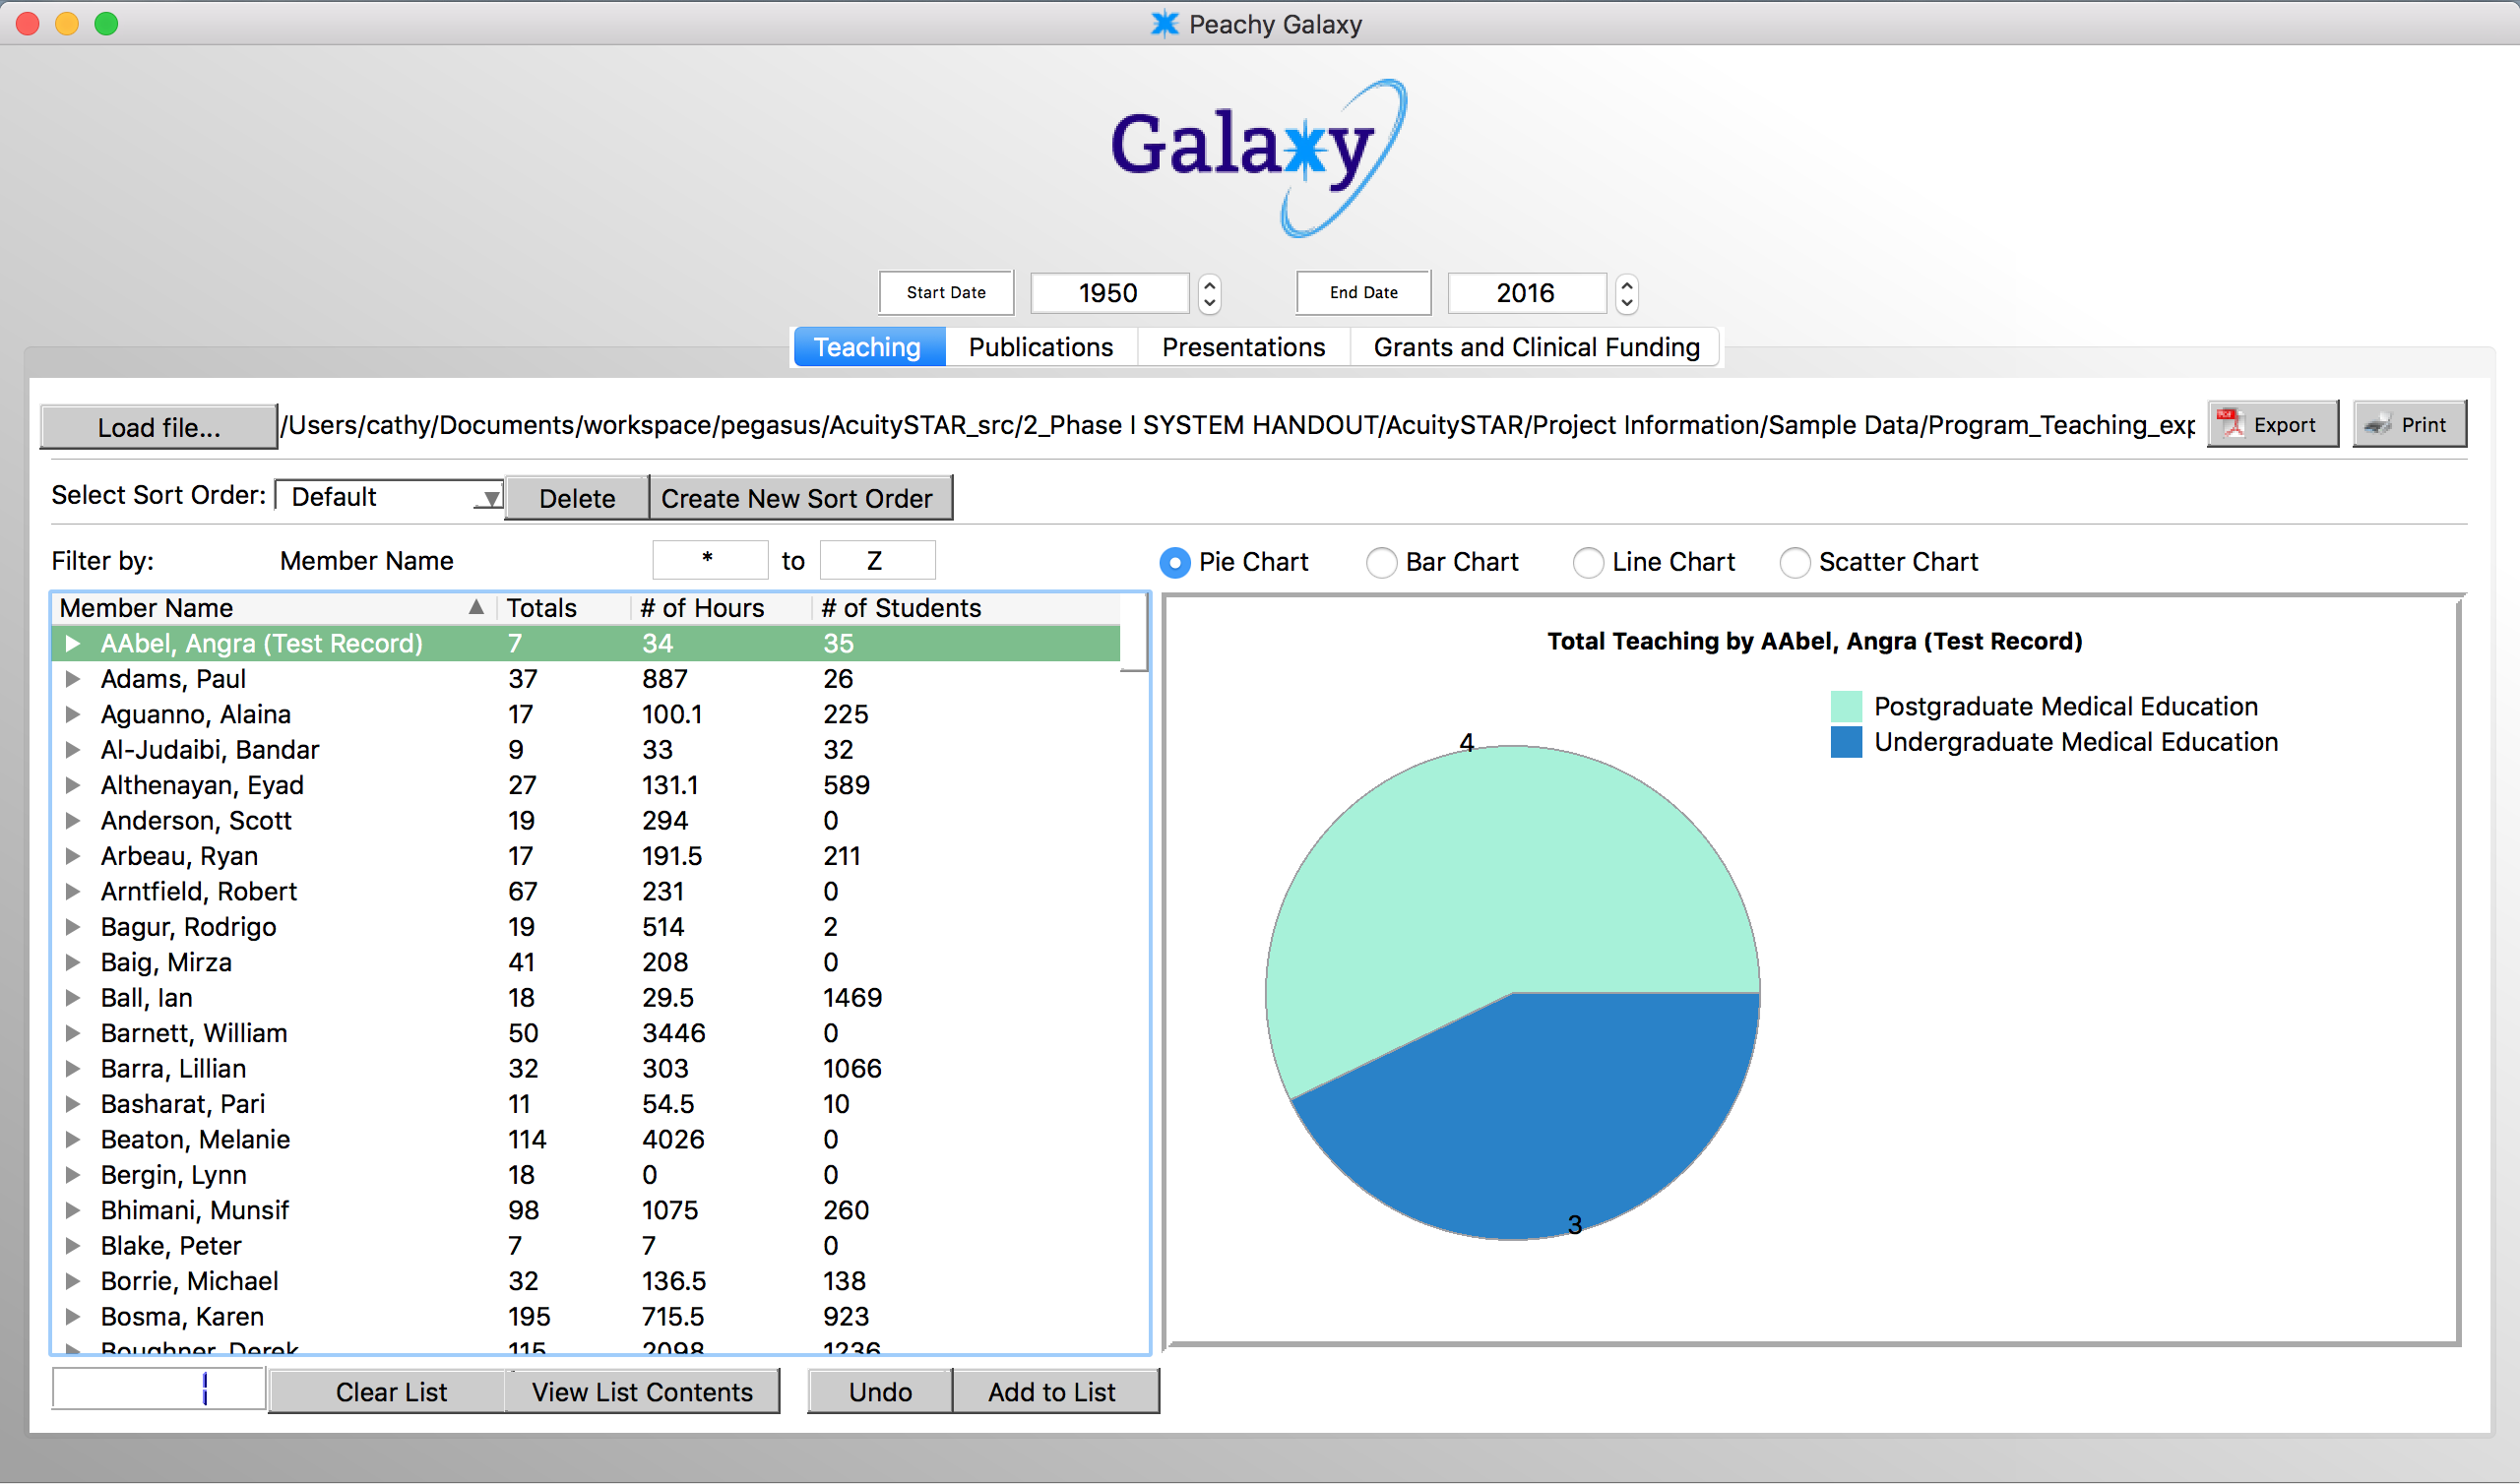 Peachy Galaxy
Galaxy
Start Date 1950 End Date 2016
Teaching Publications Presentations Grants and Clinical Funding
Load file... /Users/cathy/Documents/workspace/pegasus/AcuitySTAR_src/2_Phase I SYSTEM HANDOUT/AcuitySTAR/Project Information/Sample Data/Program_Teaching_exp Export Print
Select Sort Order: Default Delete Create New Sort Order
Filter by: Member Name * to Z
Pie Chart Bar Chart Line Chart Scatter Chart
Member Name Totals # of Hours # of Students
AAbel, Angra (Test Record) 7 34 35
Adams, Paul 37 887 26
Aguanno, Alaina 17 100.1 225
Al-Judaibi, Bandar 9 33 32
Althenayan, Eyad 27 131.1 589
Anderson, Scott 19 294 0
Arbeau, Ryan 17 191.5 211
Arntfield, Robert 67 231 0
Bagur, Rodrigo 19 514 2
Baig, Mirza 41 208 0
Ball, Ian 18 29.5 1469
Barnett, William 50 3446 0
Barra, Lillian 32 303 1066
Basharat, Pari 11 54.5 10
Beaton, Melanie 114 4026 0
Bergin, Lynn 18 0 0
Bhimani, Munsif 98 1075 260
Blake, Peter 7 7 0
Borrie, Michael 32 136.5 138
Bosma, Karen 195 715.5 923
Boughner, Derek 115 2098 1236
Total Teaching by AAbel, Angra (Test Record)
Postgraduate Medical Education
Undergraduate Medical Education
4
3
Clear List View List Contents Undo Add to List